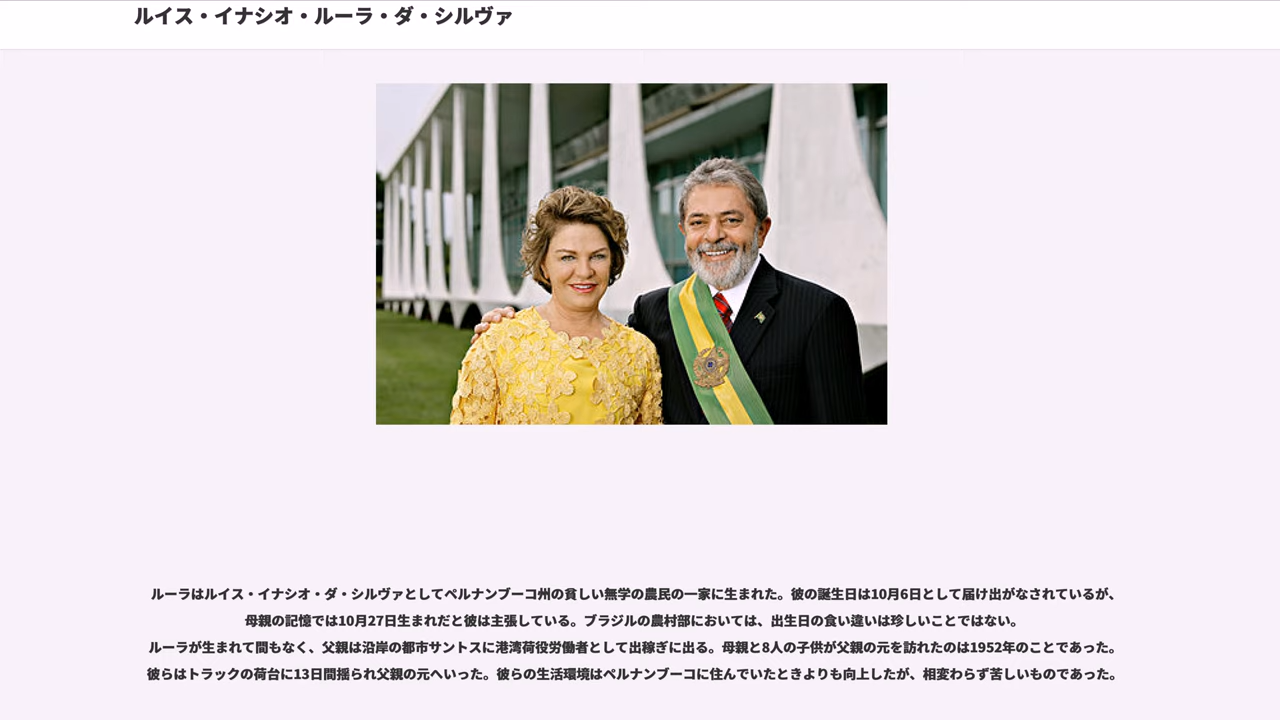 ルイス・イナシオ・ルーラ・ダ・シルヴァ
ルーラはルイス・イナシオ・ダ・シルヴァとしてペルナンブーコ州の貧しい無学の農民の一家に生まれた。彼の誕生日は10月6日として届け出がなされているが、
母親の記憶では10月27日生まれだと彼は主張している。ブラジルの農村部においては、出生日の食い違いは珍しいことではない。
ルーラが生まれて間もなく、父親は沿岸の都市サントスに港湾荷役労働者として出稼ぎに出る。母親と8人の子供が父親の元を訪れたのは1952年のことであった。
彼らはトラックの荷台に13日間揺られ父親の元へいった。彼らの生活環境はペルナンブーコに住んでいたときよりも向上したが、相変わらず苦しいものであった。